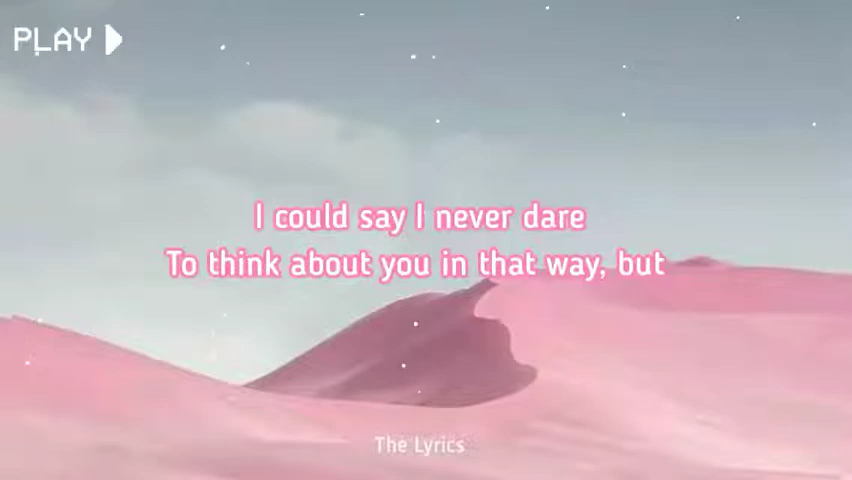 PLAY
I could say I never dare
To think about you in that way, but
The Lyrics